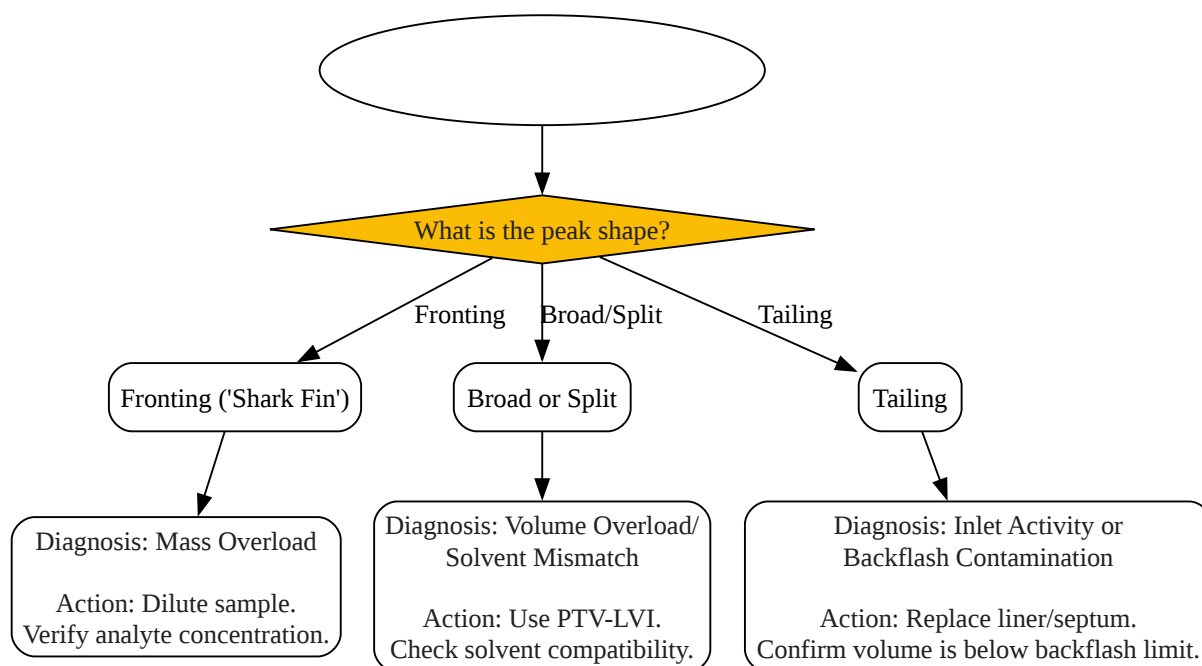 What is the peak shape?
Fronting
Broad/Split
Tailing
Fronting ('Shark Fin')
Broad or Split
Tailing
Diagnosis: Mass Overload
Action: Dilute sample.
Verify analyte concentration.
Diagnosis: Volume Overload/
Solvent Mismatch
Action: Use PTV-LVI.
Check solvent compatibility.
Diagnosis: Inlet Activity or
Backflash Contamination
Action: Replace liner/septum.
Confirm volume is below backflash limit.